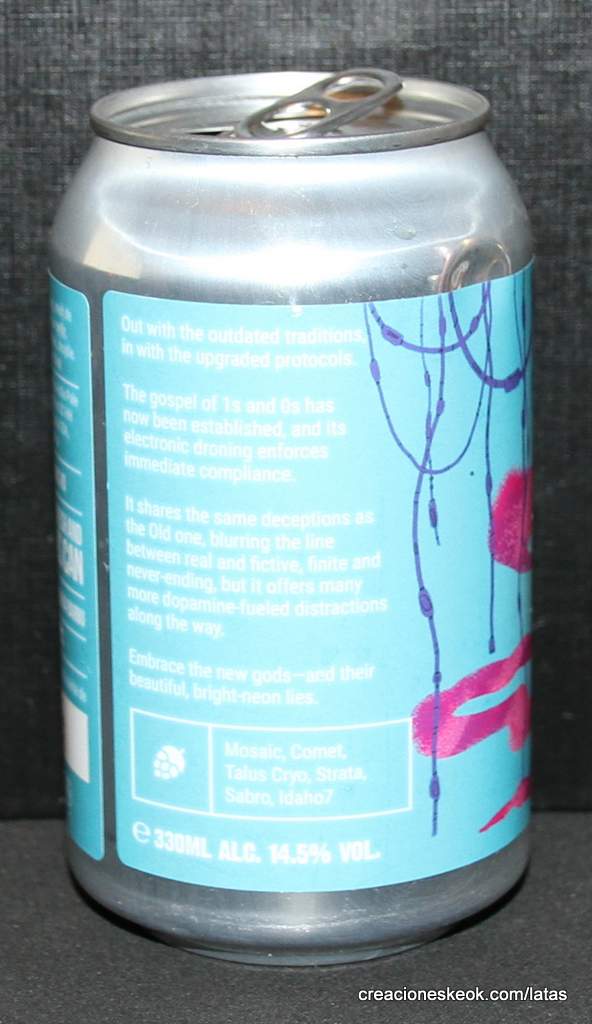 Out with the outdated traditions,
in with the upgraded protocols.
The gospel of 1s and 0s has
now been established, and its
electronic droning enforces
immediate compliance.
It shares the same deceptions as
the Old one, blurring the line
between real and fictive, finite and
never-ending, but it offers many
more dopamine-fueled distractions
along the way.
Embrace the new gods—and their
beautiful, bright-neon lies.
Mosaic, Comet,
Talus Cryo, Strata,
Sabro, Idaho7
℮ 330ML ALC. 14.5% VOL.
CAN
creacioneskeok.com/latas